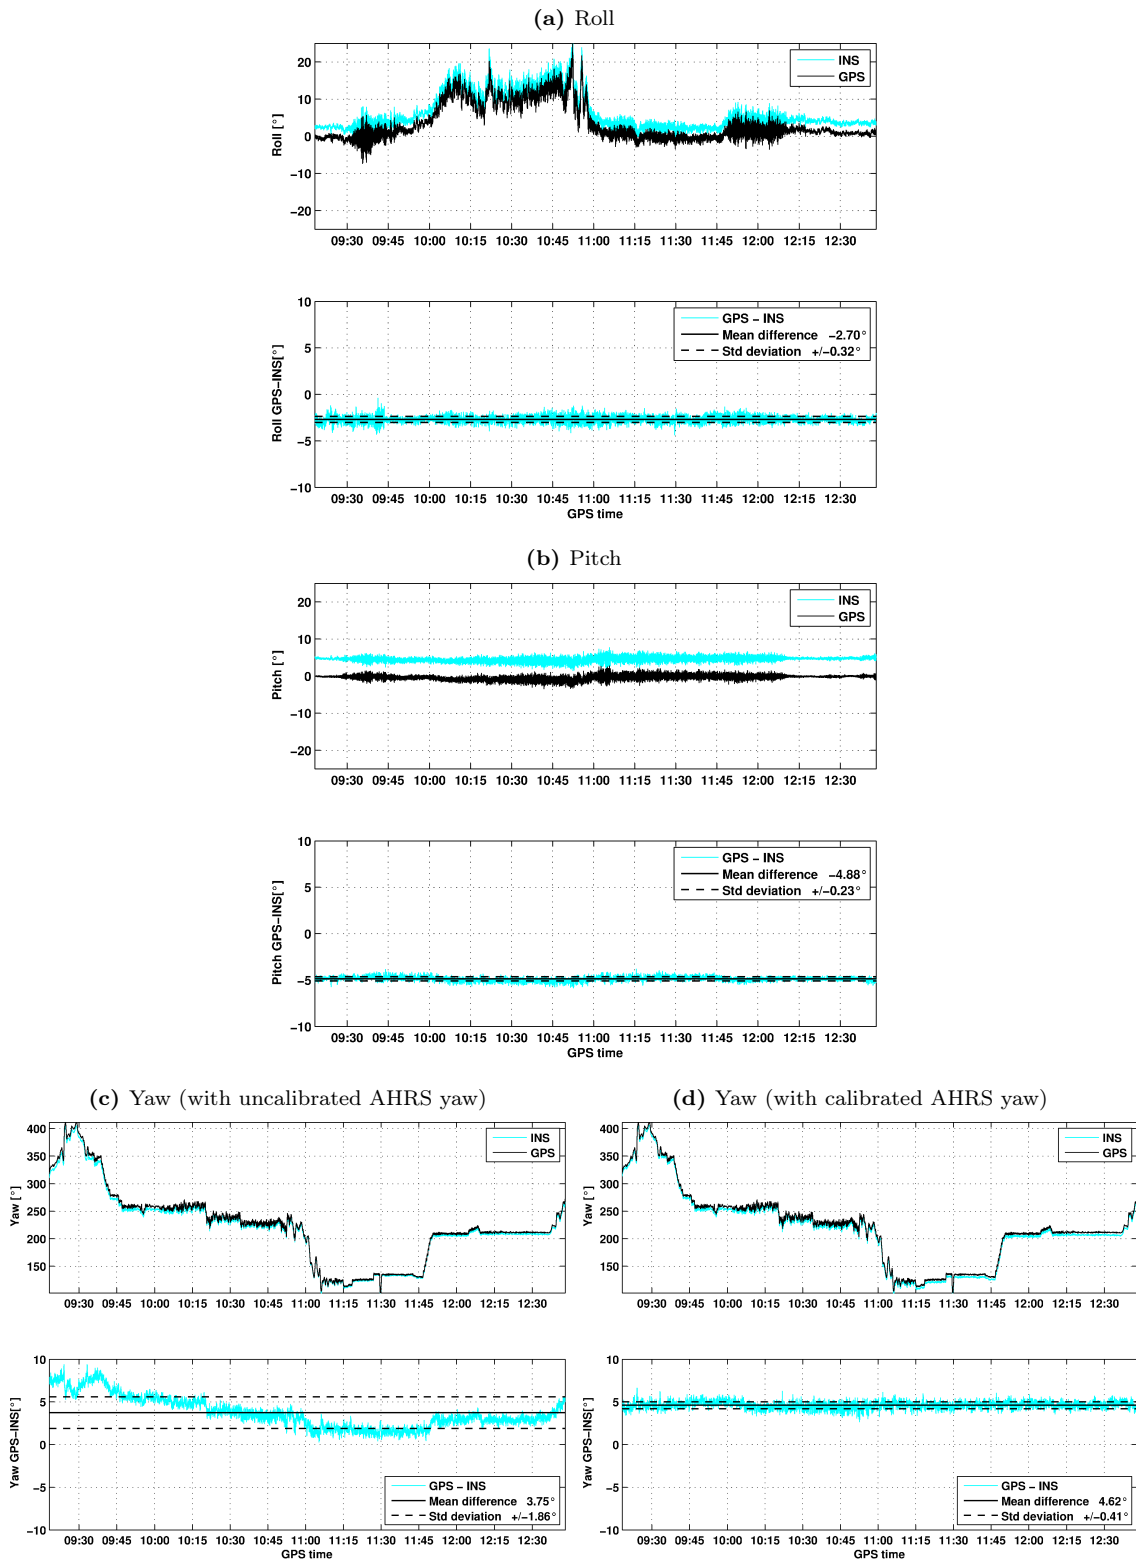 (a) Roll
INS
GPS
20
10
0
−10
−20
Roll [°]
09:30 09:45 10:00 10:15 10:30 10:45 11:00 11:15 11:30 11:45 12:00 12:15 12:30
10
5
0
−5
−10
Roll GPS−INS[°]
GPS − INS
Mean difference −2.70°
Std deviation +/−0.32°
09:30 09:45 10:00 10:15 10:30 10:45 11:00 11:15 11:30 11:45 12:00 12:15 12:30
GPS time
(b) Pitch
INS
GPS
20
10
0
−10
−20
Pitch [°]
09:30 09:45 10:00 10:15 10:30 10:45 11:00 11:15 11:30 11:45 12:00 12:15 12:30
10
5
0
−5
−10
Pitch GPS−INS[°]
GPS − INS
Mean difference −4.88°
Std deviation +/−0.23°
09:30 09:45 10:00 10:15 10:30 10:45 11:00 11:15 11:30 11:45 12:00 12:15 12:30
GPS time
(c) Yaw (with uncalibrated AHRS yaw)
INS
GPS
400
350
300
250
200
150
Yaw [°]
09:30 09:45 10:00 10:15 10:30 10:45 11:00 11:15 11:30 11:45 12:00 12:15 12:30
10
5
0
−5
−10
Yaw GPS−INS[°]
GPS − INS
Mean difference 3.75°
Std deviation +/−1.86°
09:30 09:45 10:00 10:15 10:30 10:45 11:00 11:15 11:30 11:45 12:00 12:15 12:30
GPS time
(d) Yaw (with calibrated AHRS yaw)
INS
GPS
400
350
300
250
200
150
Yaw [°]
09:30 09:45 10:00 10:15 10:30 10:45 11:00 11:15 11:30 11:45 12:00 12:15 12:30
10
5
0
−5
−10
Yaw GPS−INS[°]
GPS − INS
Mean difference 4.62°
Std deviation +/−0.41°
09:30 09:45 10:00 10:15 10:30 10:45 11:00 11:15 11:30 11:45 12:00 12:15 12:30
GPS time